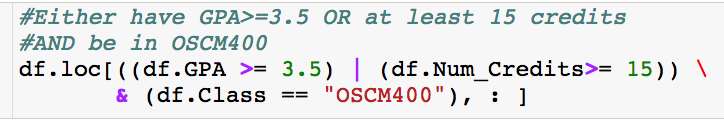 #Either have GPA>=3.5 OR at least 15 credits
#AND be in OSCM400
df.loc[((df.GPA >= 3.5) | (df.Num_Credits>= 15)) \
& (df.Class == "OSCM400"), : ]